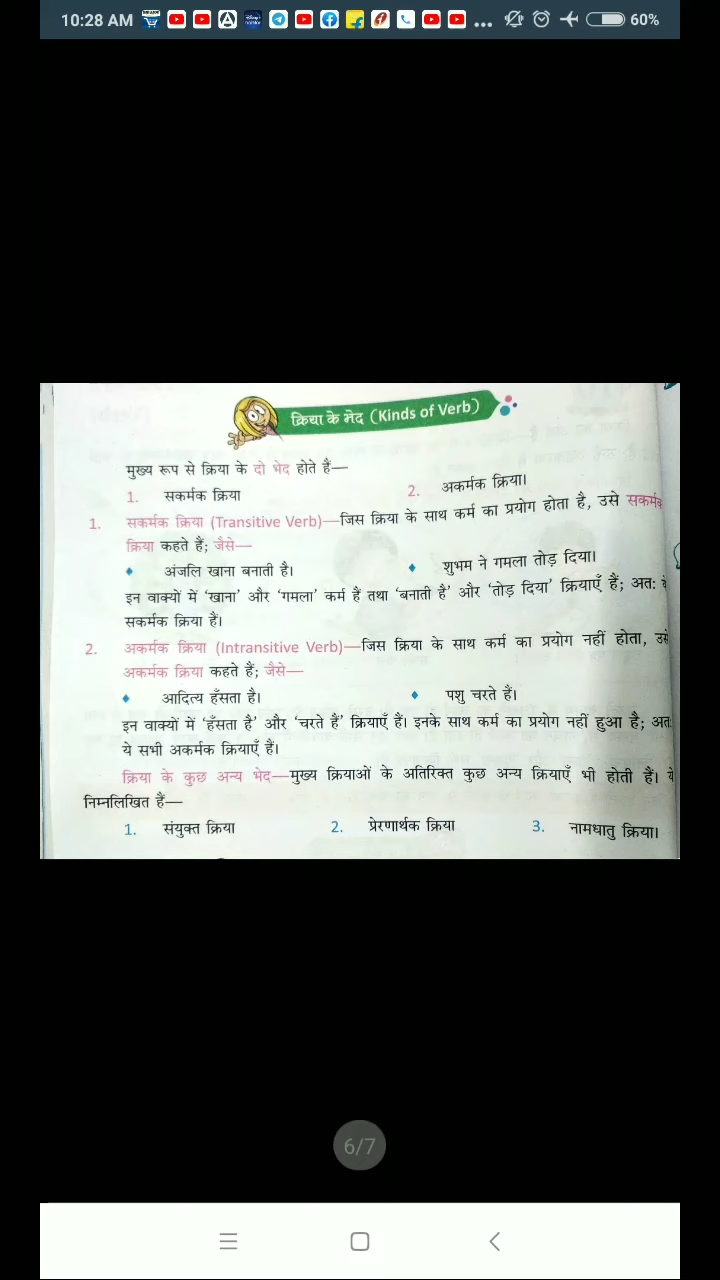 10:28 AM ... 60%
क्रिया के भेद (Kinds of Verb)
मुख्य रूप से क्रिया के दो भेद होते हैं—
1. सकर्मक क्रिया 2. अकर्मक क्रिया।
1. सकर्मक क्रिया (Transitive Verb)—जिस क्रिया के साथ कर्म का प्रयोग होता है, उसे सकर्मक
क्रिया कहते हैं; जैसे—
♦ अंजलि खाना बनाती है। ♦ शुभम ने गमला तोड़ दिया।
इन वाक्यों में ‘खाना’ और ‘गमला’ कर्म हैं तथा ‘बनाती है’ और ‘तोड़ दिया’ क्रियाएँ हैं; अत:
सकर्मक क्रिया हैं।
2. अकर्मक क्रिया (Intransitive Verb)—जिस क्रिया के साथ कर्म का प्रयोग नहीं होता, उसे
अकर्मक क्रिया कहते हैं; जैसे—
♦ आदित्य हँसता है। ♦ पशु चरते हैं।
इन वाक्यों में ‘हँसता है’ और ‘चरते हैं’ क्रियाएँ हैं। इनके साथ कर्म का प्रयोग नहीं हुआ है; अत:
ये सभी अकर्मक क्रियाएँ हैं।
क्रिया के कुछ अन्य भेद—मुख्य क्रियाओं के अतिरिक्त कुछ अन्य क्रियाएँ भी होती हैं। ये
निम्नलिखित हैं—
1. संयुक्त क्रिया 2. प्रेरणार्थक क्रिया 3. नामधातु क्रिया।
6/7